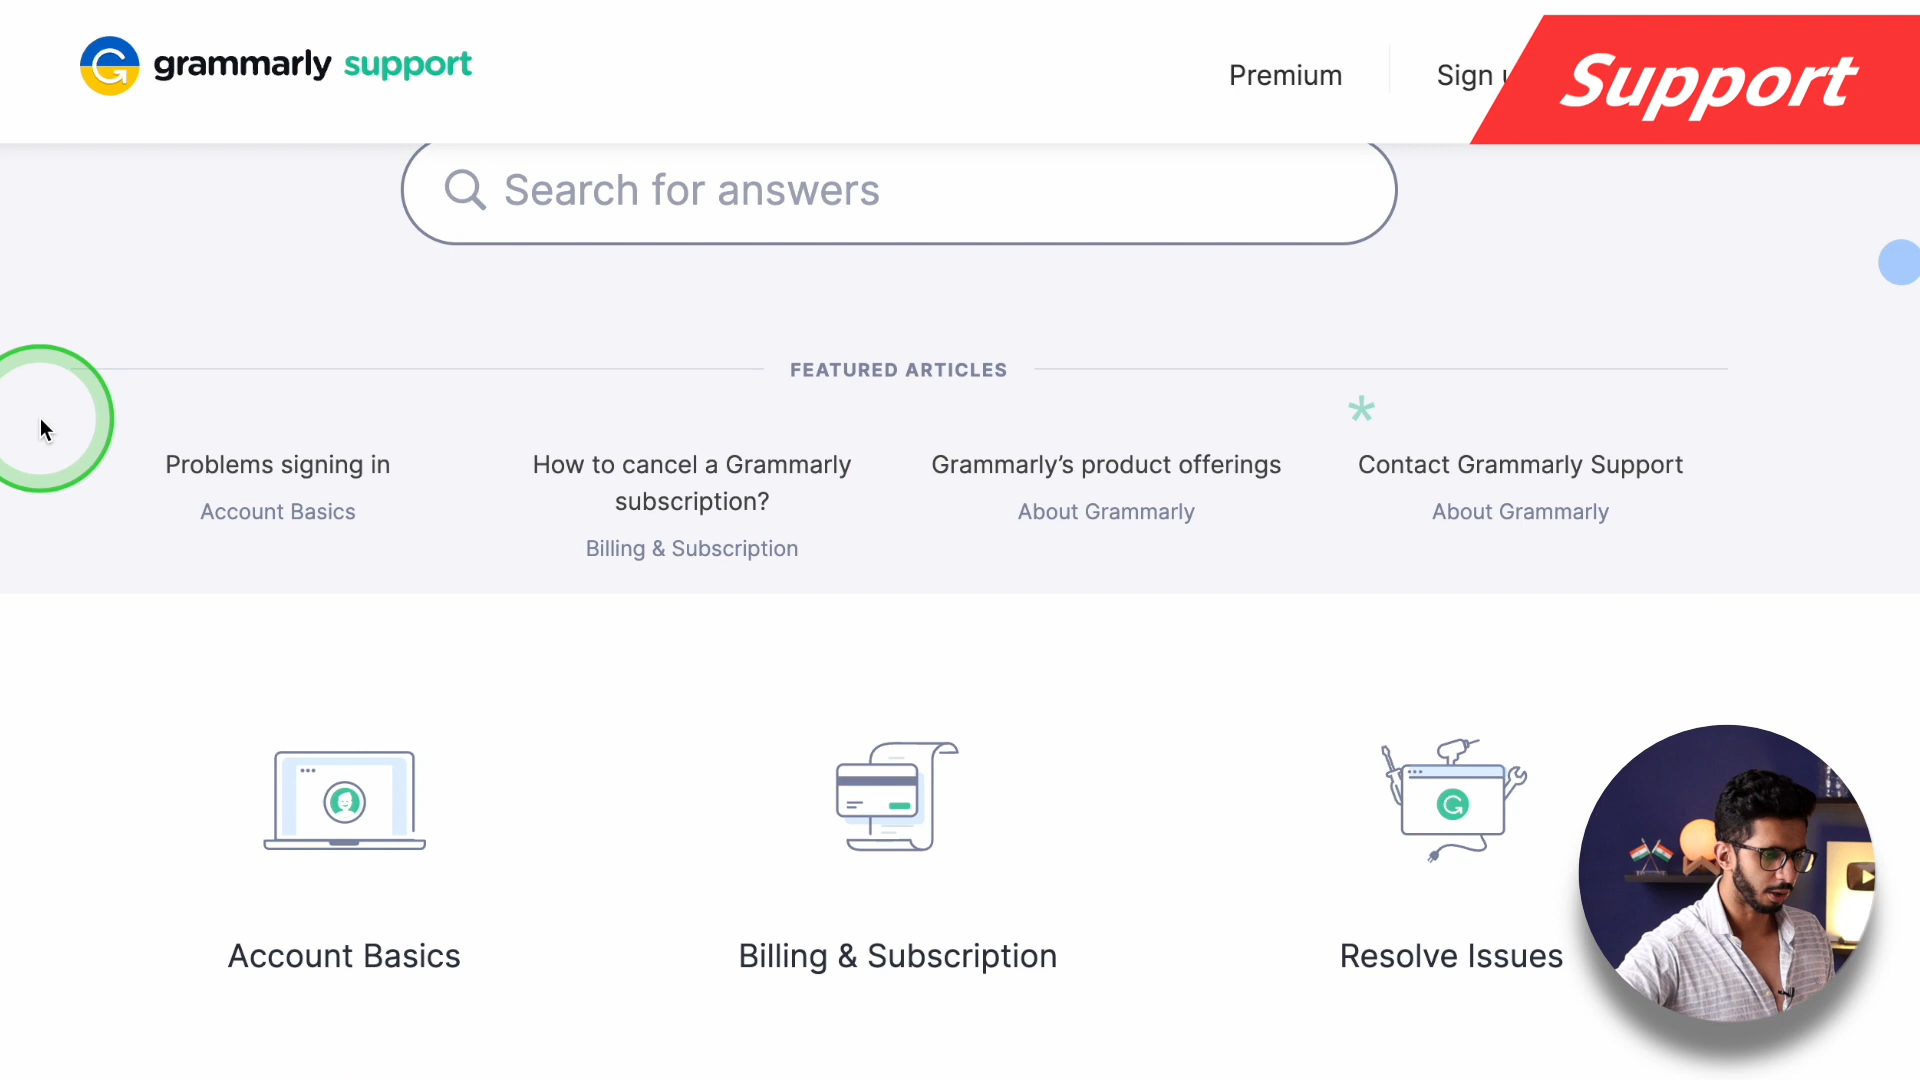 grammarly support
Premium
Sign
Support
Search for answers
FEATURED ARTICLES
Problems signing in
Account Basics
How to cancel a Grammarly
subscription?
Billing & Subscription
Grammarly’s product offerings
About Grammarly
Contact Grammarly Support
About Grammarly
Account Basics
Billing & Subscription
Resolve Issues